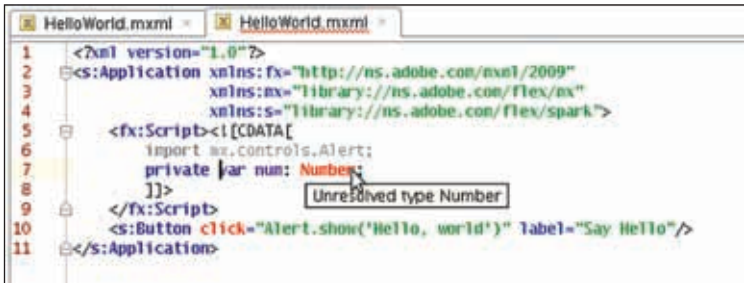 HelloWorld.mxml × HelloWorld.mxml ×
1 <?xml version="1.0"?>
2 <s:Application xmlns:fx="http://ns.adobe.com/mxml/2009"
3 xmlns:mx="library://ns.adobe.com/flex/mx"
4 xmlns:s="library://ns.adobe.com/flex/spark">
5 <fx:Script><![CDATA[
6 import mx.controls.Alert;
7 private var num: Number;
8 ]]>
Unresolved type Number
9 </fx:Script>
10 <s:Button click="Alert.show('Hello, world')" label="Say Hello"/>
11 </s:Application>